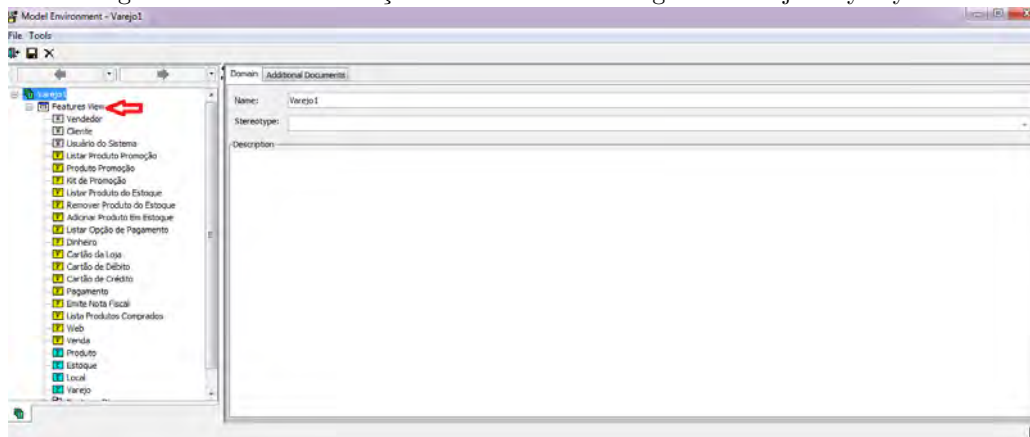 Model Environment - Varejo1
File Tools
Domain Additional Documents
Varejo1
Features View
Vendedor
Cliente
Usuário do Sistema
Listar Produto Promoção
Produto Promoção
Kit de Promoção
Listar Produto do Estoque
Remover Produto do Estoque
Adionar Produto Em Estoque
Listar Opção de Pagamento
Dinheiro
Cartão da Loja
Cartão de Débito
Cartão de Crédito
Pagamento
Emite Nota Fiscal
Lista Produtos Comprados
Web
Venda
Produto
Estoque
Local
Varejo
Name: Varejo1
Stereotype:
Description